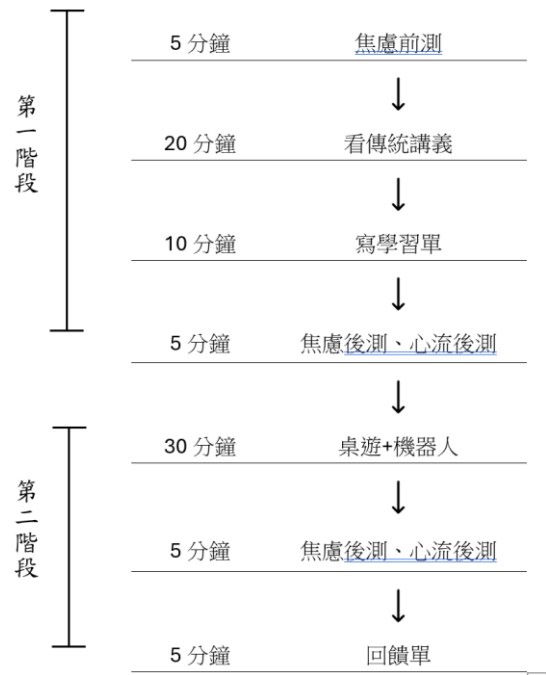 第一階段
5 分鐘 焦慮前測
↓
20 分鐘 看傳統講義
↓
10 分鐘 寫學習單
↓
5 分鐘 焦慮後測、心流後測
↓
第二階段
30 分鐘 桌遊+機器人
↓
5 分鐘 焦慮後測、心流後測
↓
5 分鐘 回饋單